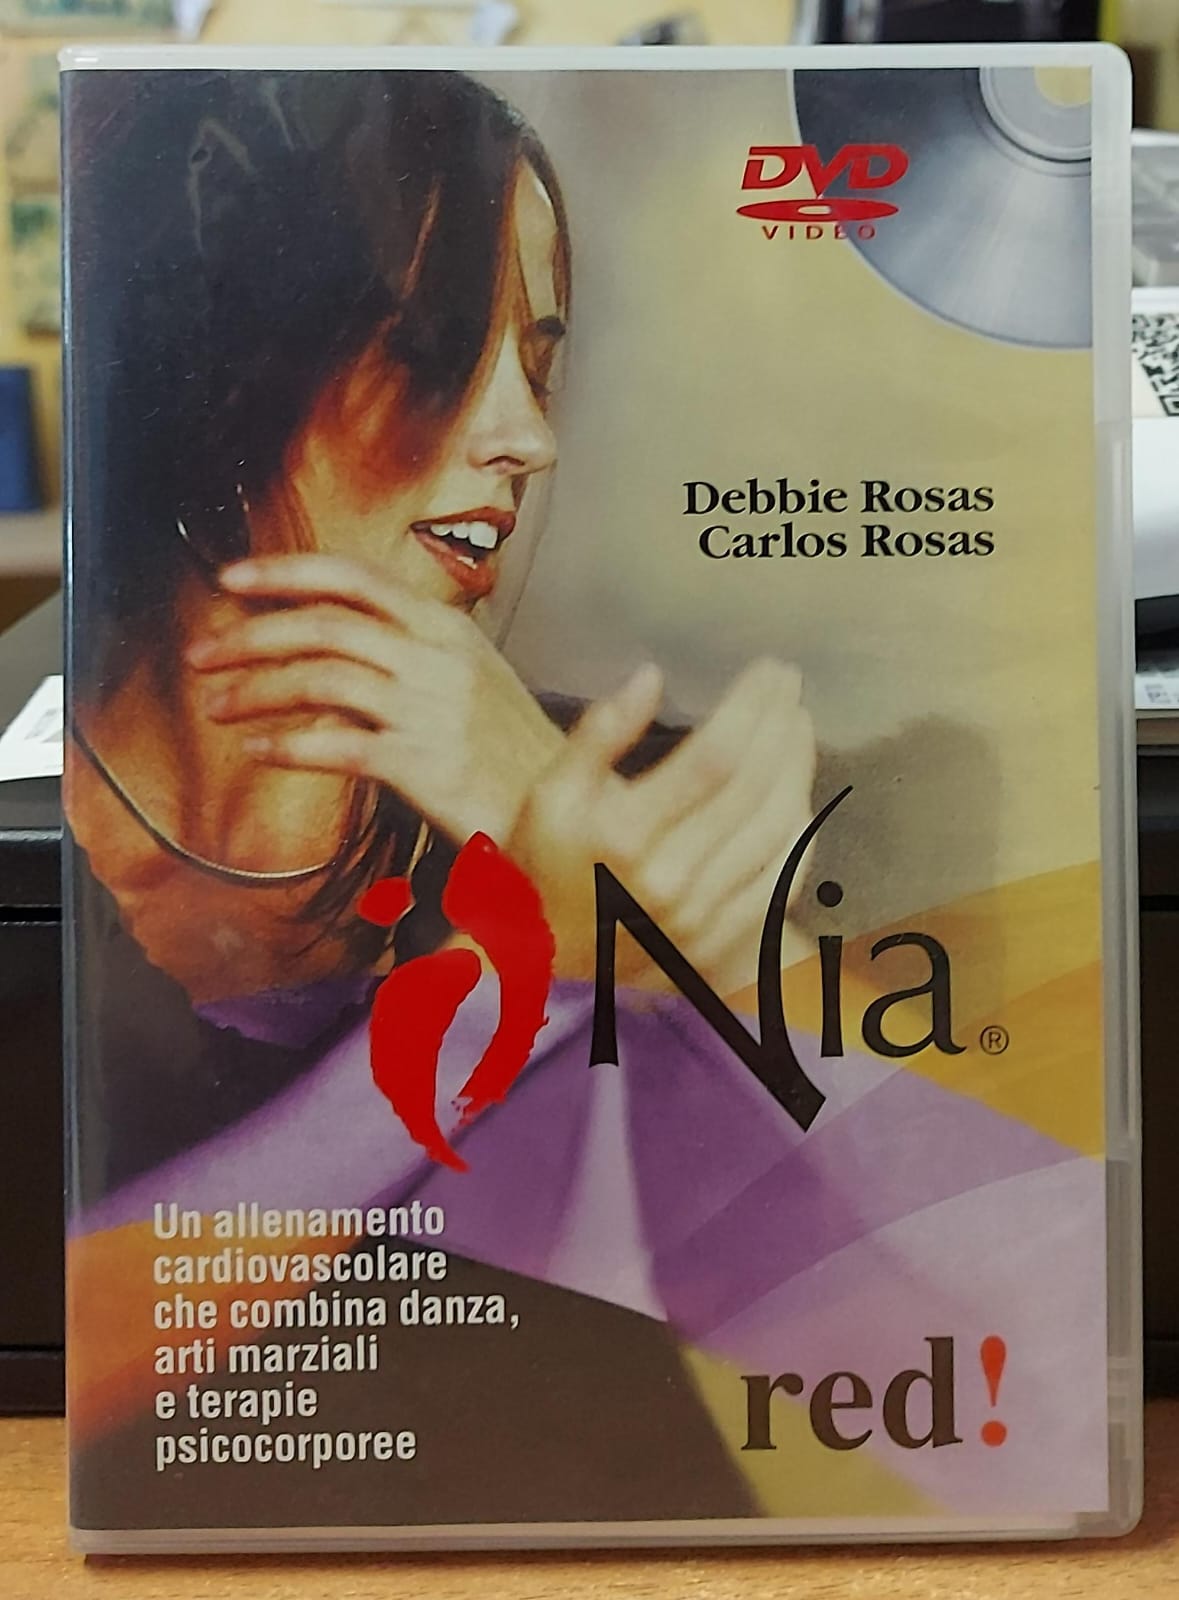 DVD
VIDEO
Debbie Rosas
Carlos Rosas
Nia®
Un allenamento
cardiovascolare
che combina danza,
arti marziali
e terapie
psicocorporee
red!